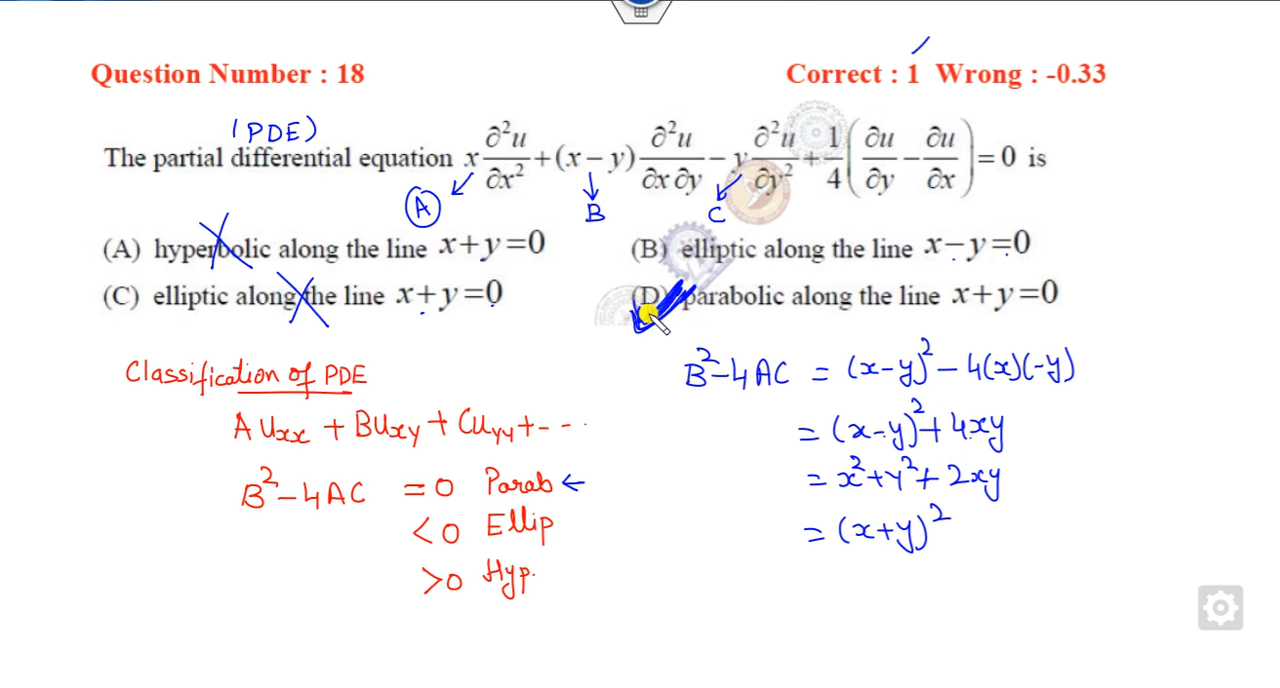 Question Number : 18 Correct : 1 Wrong : -0.33
(PDE)
The partial differential equation x ∂²u/∂x² + (x − y) ∂²u/∂x ∂y − y ∂²u/∂y² + 1/4 (∂u/∂y − ∂u/∂x) = 0 is
A B C
(A) hyperbolic along the line x+y=0 (B) elliptic along the line x−y=0
(C) elliptic along the line x+y=0 (D) parabolic along the line x+y=0
Classification of PDE
A Uxx + BUxy + CUyy + - - ·
B²-4AC = 0 Parab ←
< 0 Ellip
> 0 Hyp.
B²-4AC = (x-y)² - 4(x)(-y)
= (x-y)² + 4xy
= x² + y² + 2xy
= (x+y)²